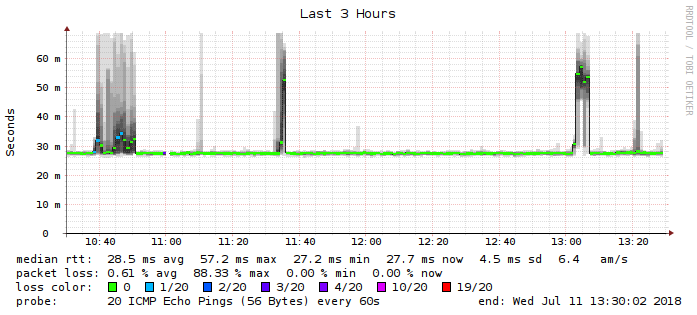 Last 3 Hours
RRDTOOL / TOBI OETIKER
Seconds
60 m
50 m
40 m
30 m
20 m
10 m
0
10:40 11:00 11:20 11:40 12:00 12:20 12:40 13:00 13:20
median rtt: 28.5 ms avg 57.2 ms max 27.2 ms min 27.7 ms now 4.5 ms sd 6.4 am/s
packet loss: 0.61 % avg 88.33 % max 0.00 % min 0.00 % now
loss color: 0 1/20 2/20 3/20 4/20 10/20 19/20
probe: 20 ICMP Echo Pings (56 Bytes) every 60s end: Wed Jul 11 13:30:02 2018